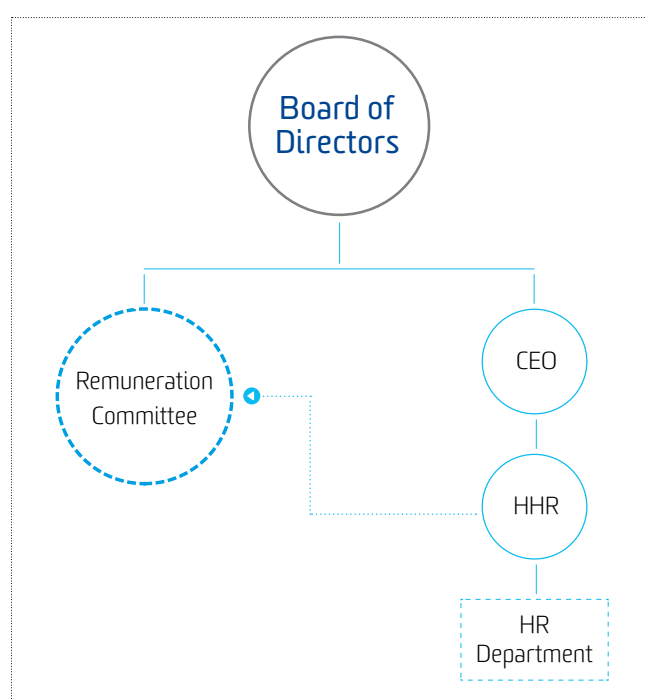 Board of
Directors
Remuneration
Committee
CEO
HHR
HR
Department